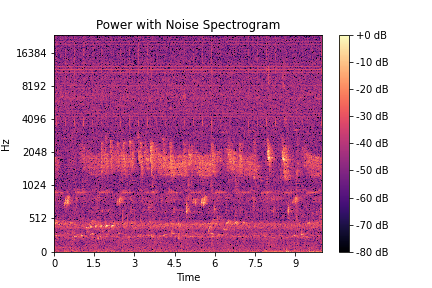 Power with Noise Spectrogram
+0 dB
16384
-10 dB
8192
-20 dB
-30 dB
4096
Hz
-40 dB
2048
-50 dB
1024
-60 dB
512
-70 dB
0
-80 dB
0 1.5 3 4.5 6 7.5 9
Time